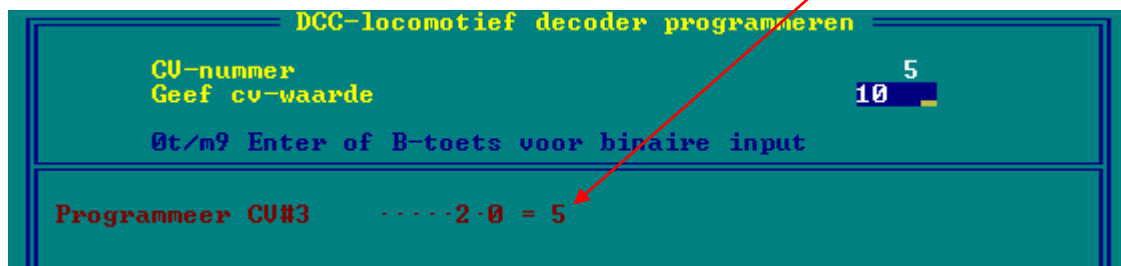 DCC-locomotief decoder programmeren
CV-nummer 5
Geef cv-waarde 10 _
0t/m9 Enter of B-toets voor binaire input
Programmeer CV#3 ·····2·0 = 5